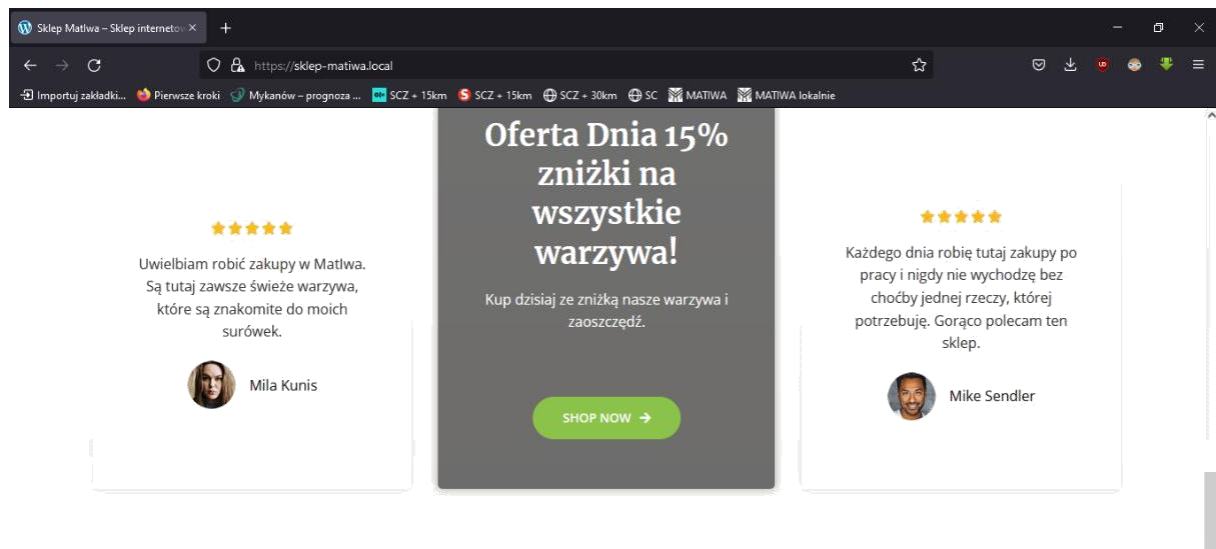 Sklep MatIwa – Sklep internetov
https://sklep-matiwa.local
Importuj zakładki... Pierwsze kroki Mykanów – prognoza ... SCZ + 15km SCZ + 15km SCZ + 30km SC MATIWA MATIWA lokalnie
Uwielbiam robić zakupy w MatIwa.
Są tutaj zawsze świeże warzywa,
które są znakomite do moich
surówek.
Mila Kunis
Oferta Dnia 15%
zniżki na
wszystkie
warzywa!
Kup dzisiaj ze zniżką nasze warzywa i
zaoszczędź.
SHOP NOW
Każdego dnia robię tutaj zakupy po
pracy i nigdy nie wychodzę bez
choćby jednej rzeczy, której
potrzebuję. Gorąco polecam ten
sklep.
Mike Sendler